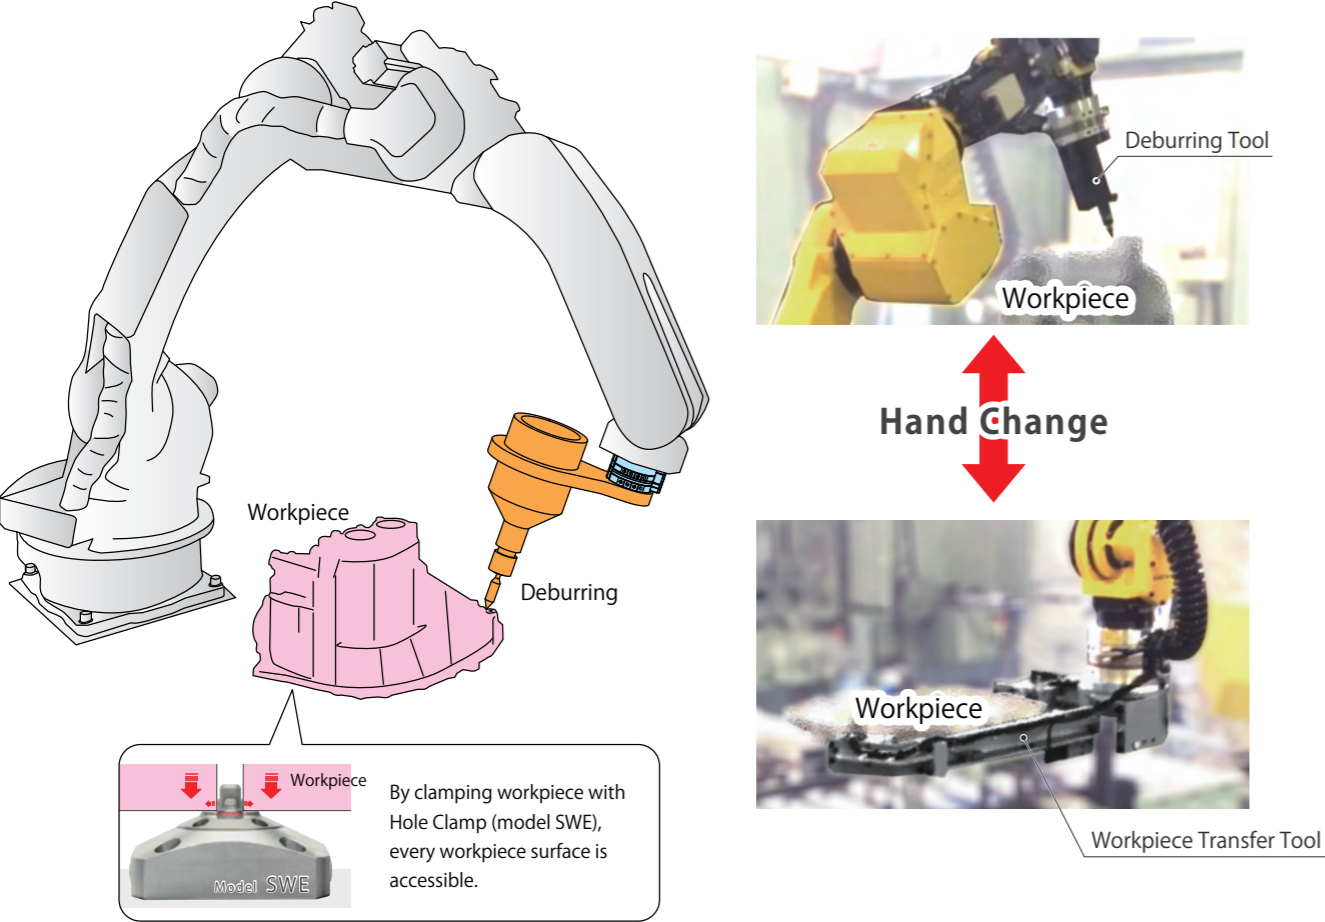 Deburring Tool
Workpiece
Hand Change
Workpiece
Deburring
Workpiece
Workpiece Transfer Tool
Workpiece
By clamping workpiece with
Hole Clamp (model SWE),
every workpiece surface is
accessible.
Model SWE